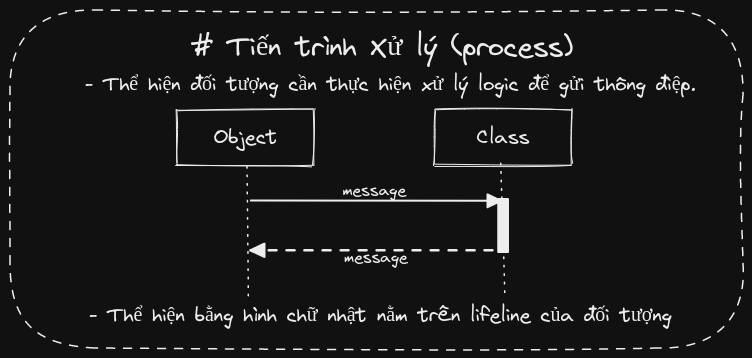 # Tiến trình xử lý (process)
- Thể hiện đối tượng cần thực hiện xử lý logic để gửi thông điệp.
Object
Class
message
message
- Thể hiện bằng hình chữ nhật nằm trên lifeline của đối tượng